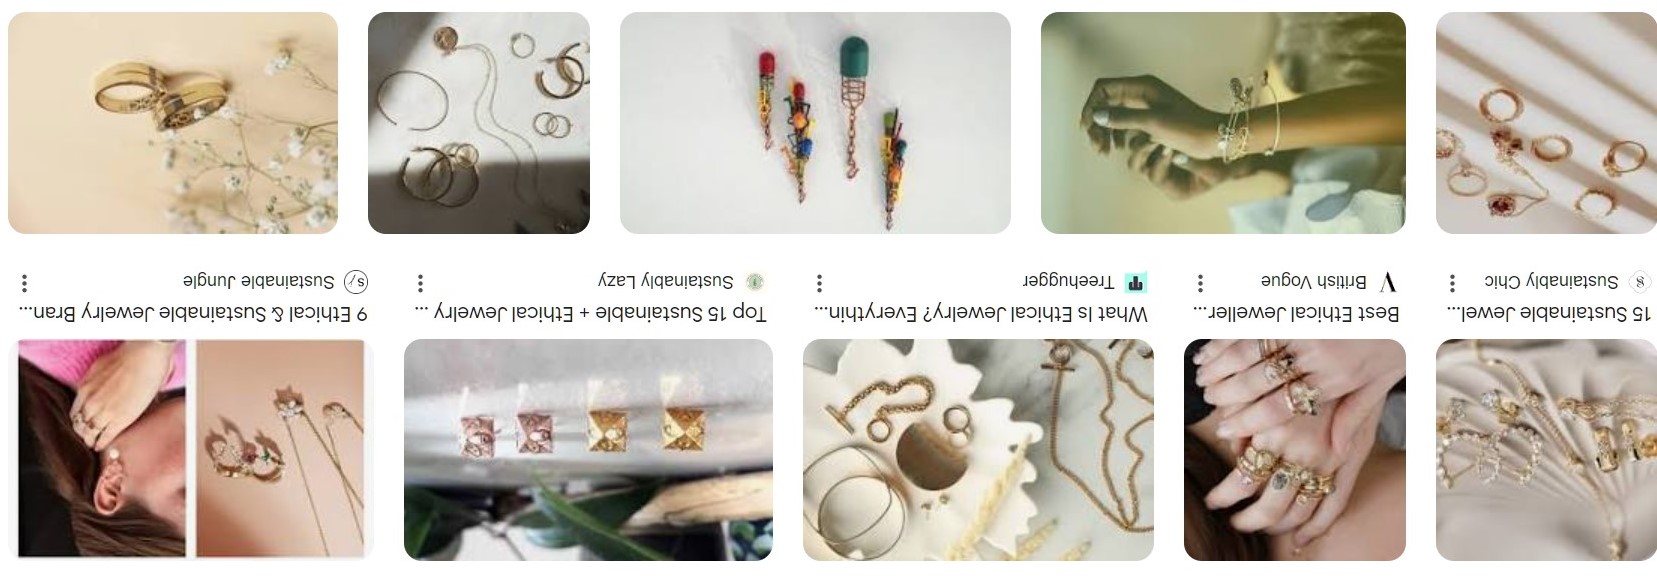 15 Sustainable Jewel...
Sustainably Chic
Best Ethical Jeweller...
British Vogue
What Is Ethical Jewelry? Everythin...
Treehugger
Top 15 Sustainable + Ethical Jewelry ...
Sustainably Lazy
9 Ethical & Sustainable Jewelry Bran...
Sustainable Jungle